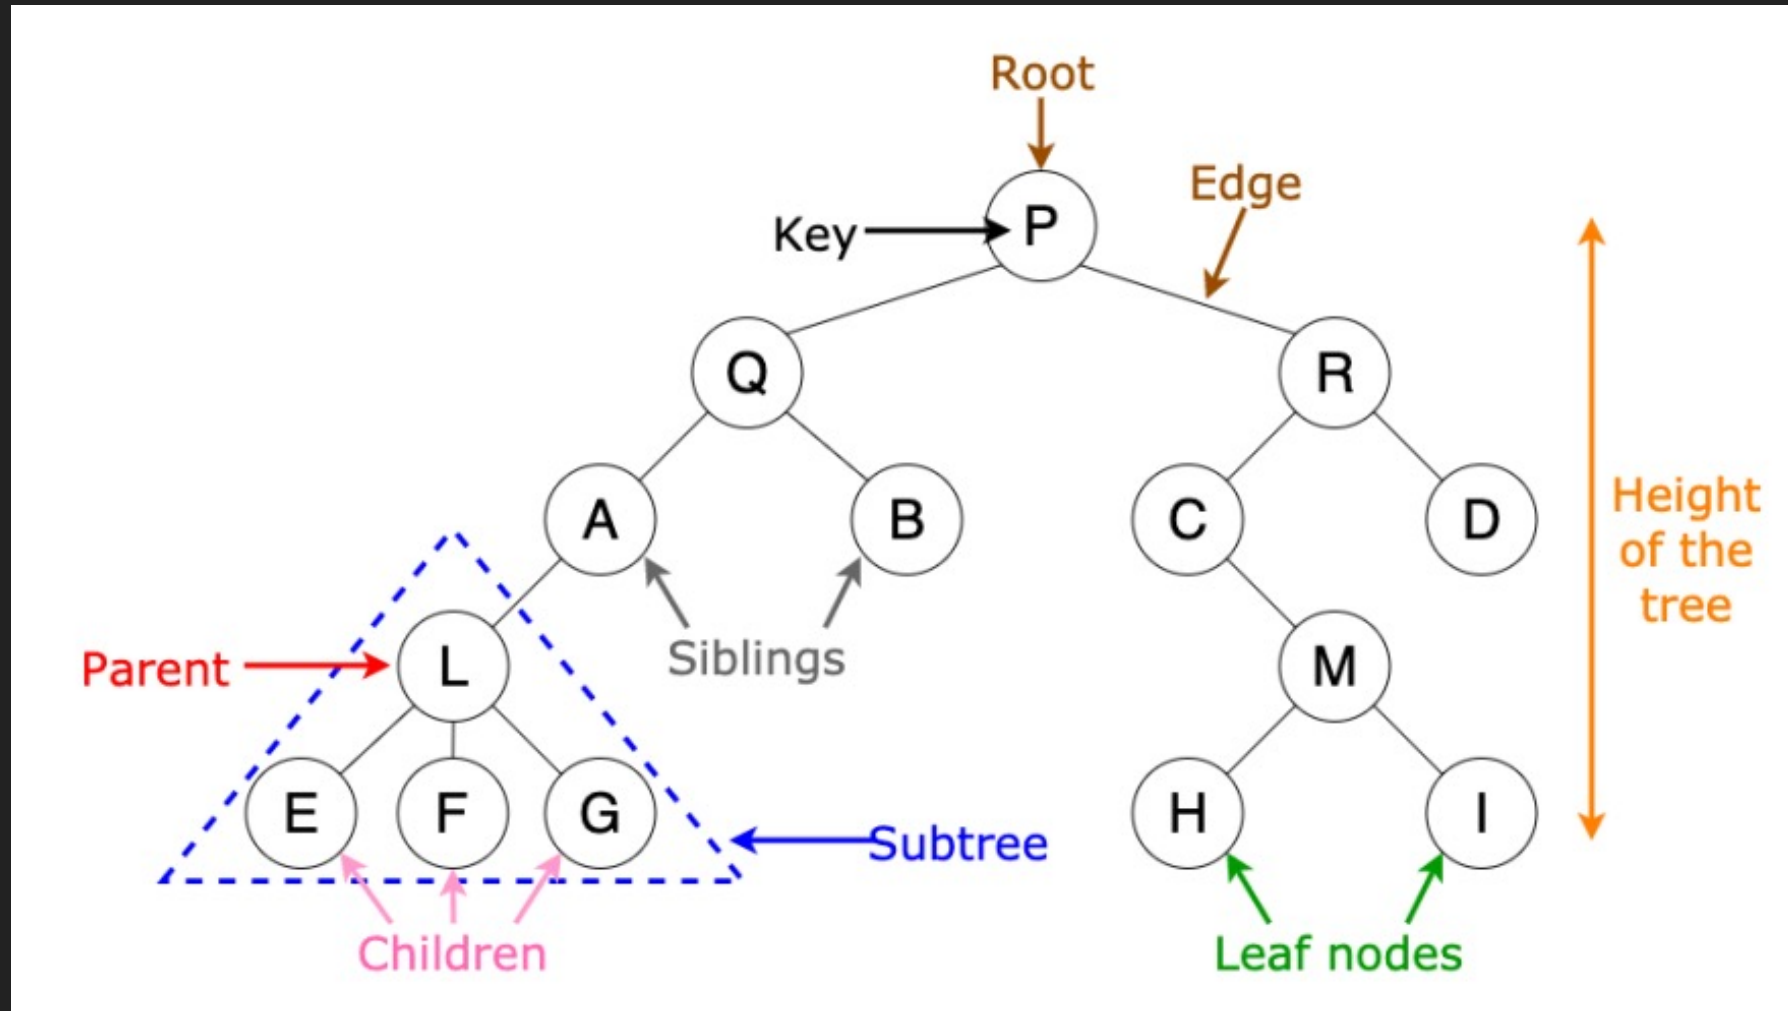 Root
Edge
Key
P
Q
R
A
B
C
D
Height
of the
tree
Siblings
Parent
L
M
E
F
G
H
I
Subtree
Children
Leaf nodes